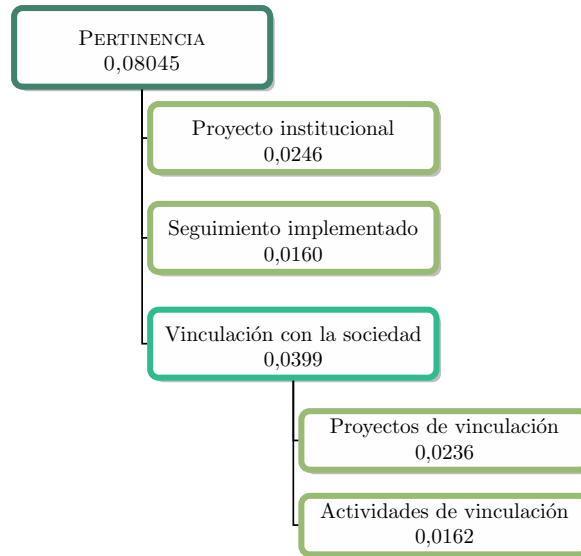 PERTINENCIA
0,08045
Proyecto institucional
0,0246
Seguimiento implementado
0,0160
Vinculación con la sociedad
0,0399
Proyectos de vinculación
0,0236
Actividades de vinculación
0,0162